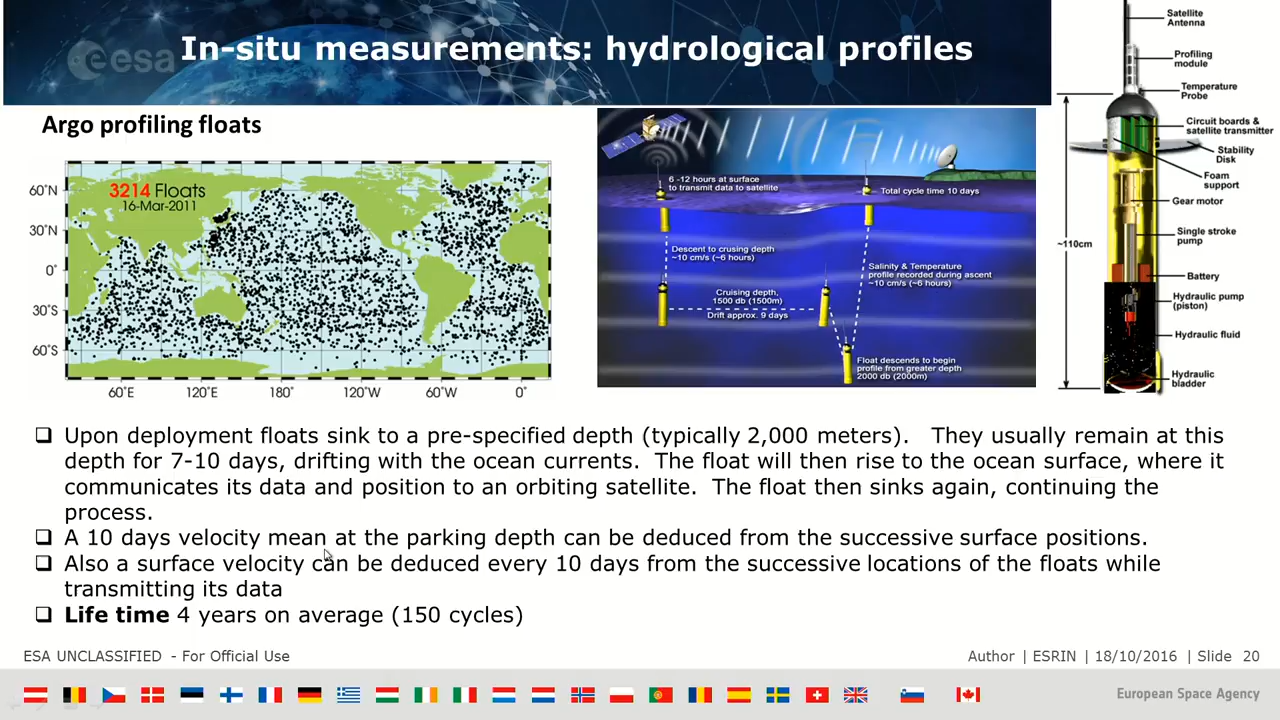 esa
In-situ measurements: hydrological profiles
Argo profiling floats
3214 Floats
16-Mar-2011
60°N
30°N
0°
30°S
60°S
60°E
120°E
180°
120°W
60°W
0°
6 -12 hours at surface
to transmit data to satellite
Total cycle time 10 days
Descent to crusing depth
~10 cm/s (~6 hours)
Salinity & Temperature
profile recorded during ascent
~10 cm/s (~6 hours)
Cruising depth,
1500 db (1500m)
Drift approx. 9 days
Float descends to begin
profile from greater depth
2000 db (2000m)
Satellite
Antenna
Profiling
module
Temperature
Probe
Circuit boards &
satellite transmitter
Stability
Disk
Foam
support
Gear motor
Single stroke
pump
~110cm
Battery
Hydraulic pump
(piston)
Hydraulic fluid
Hydraulic
bladder
❑ Upon deployment floats sink to a pre-specified depth (typically 2,000 meters). They usually remain at this
depth for 7-10 days, drifting with the ocean currents. The float will then rise to the ocean surface, where it
communicates its data and position to an orbiting satellite. The float then sinks again, continuing the
process.
❑ A 10 days velocity mean at the parking depth can be deduced from the successive surface positions.
❑ Also a surface velocity can be deduced every 10 days from the successive locations of the floats while
transmitting its data
❑ Life time 4 years on average (150 cycles)
ESA UNCLASSIFIED - For Official Use
Author | ESRIN | 18/10/2016 | Slide 20
European Space Agency